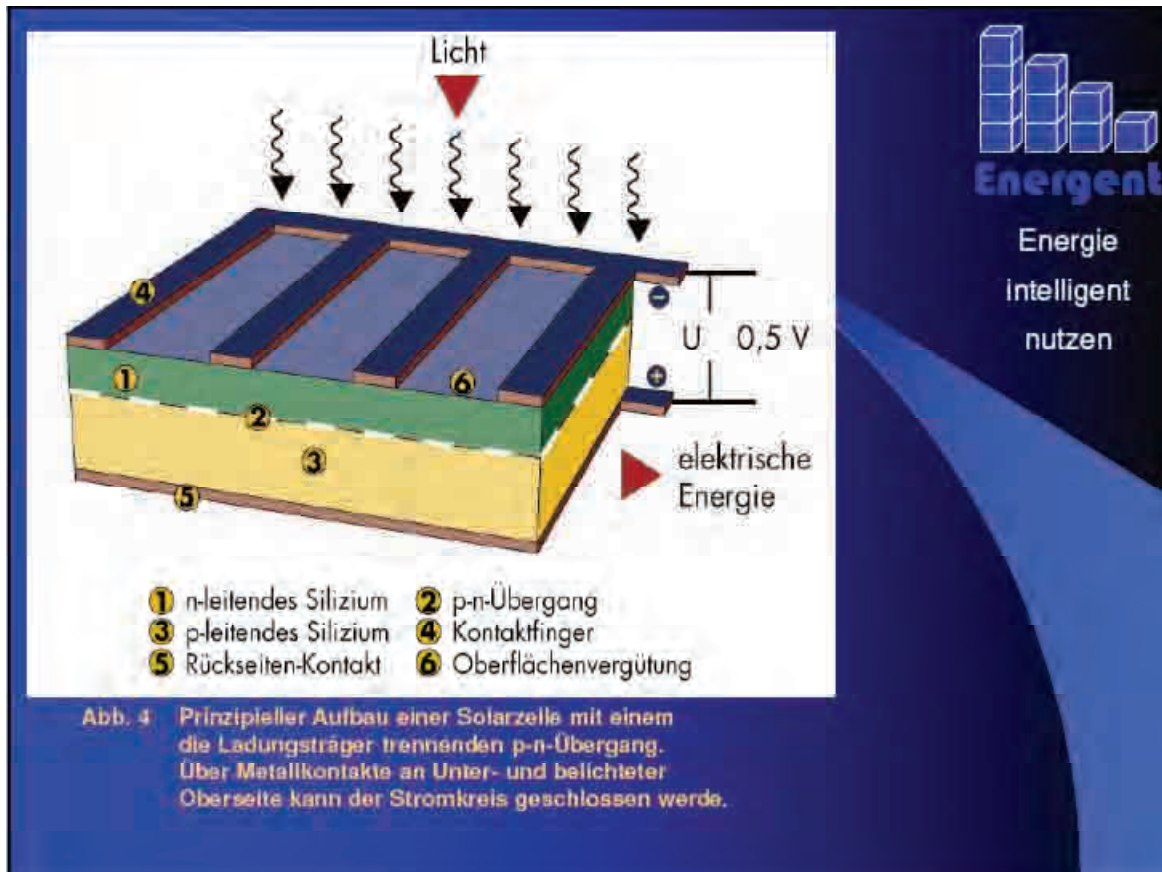 Licht
Energent
Energie
intelligent
nutzen
4
−
U 0,5 V
+
1
2
3
5
6
elektrische
Energie
1 n-leitendes Silizium 2 p-n-Übergang
3 p-leitendes Silizium 4 Kontaktfinger
5 Rückseiten-Kontakt 6 Oberflächenvergütung
Abb. 4 Prinzipieller Aufbau einer Solarzelle mit einem
die Ladungsträger trennenden p-n-Übergang.
Über Metallkontakte an Unter- und belichteter
Oberseite kann der Stromkreis geschlossen werde.